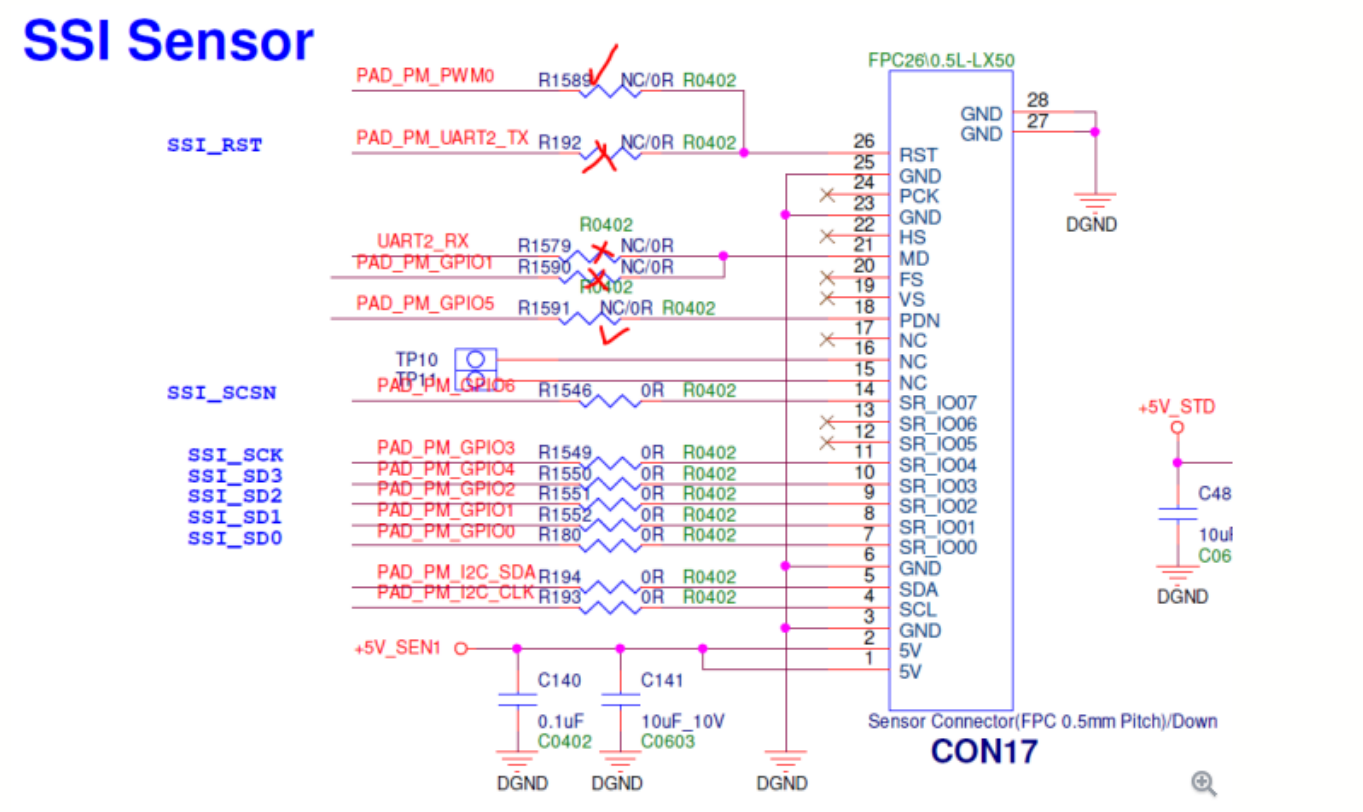 SSI Sensor
FPC26\0.5L-LX50
PAD_PM_PWM0 R1589 NC/0R R0402
28
GND
27
GND
SSI_RST PAD_PM_UART2_TX R192 NC/0R R0402
26
RST
25
GND
24
PCK
23
GND
DGND
R0402
22
HS
UART2_RX R1579 NC/0R
21
MD
PAD_PM_GPIO1 R1590 NC/0R
20
FS
R0402
19
VS
PAD_PM_GPIO5 R1591 NC/0R R0402
18
PDN
17
NC
TP10
16
NC
TP11
15
NC
SSI_SCSN PAD_PM_GPIO6 R1546 0R R0402
14
SR_IO07
13
SR_IO06
12
SR_IO05
+5V_STD
SSI_SCK PAD_PM_GPIO3 R1549 0R R0402
11
SR_IO04
SSI_SD3 PAD_PM_GPIO4 R1550 0R R0402
10
SR_IO03
SSI_SD2 PAD_PM_GPIO2 R1551 0R R0402
9
SR_IO02
SSI_SD1 PAD_PM_GPIO1 R1552 0R R0402
8
SR_IO01
SSI_SD0 PAD_PM_GPIO0 R180 0R R0402
7
SR_IO00
C48
10u
C06
DGND
6
GND
PAD_PM_I2C_SDA R194 0R R0402
5
SDA
PAD_PM_I2C_CLK R193 0R R0402
4
SCL
3
GND
+5V_SEN1
2
5V
1
5V
C140
0.1uF
C0402
DGND
C141
10uF_10V
C0603
DGND
DGND
Sensor Connector(FPC 0.5mm Pitch)/Down
CON17